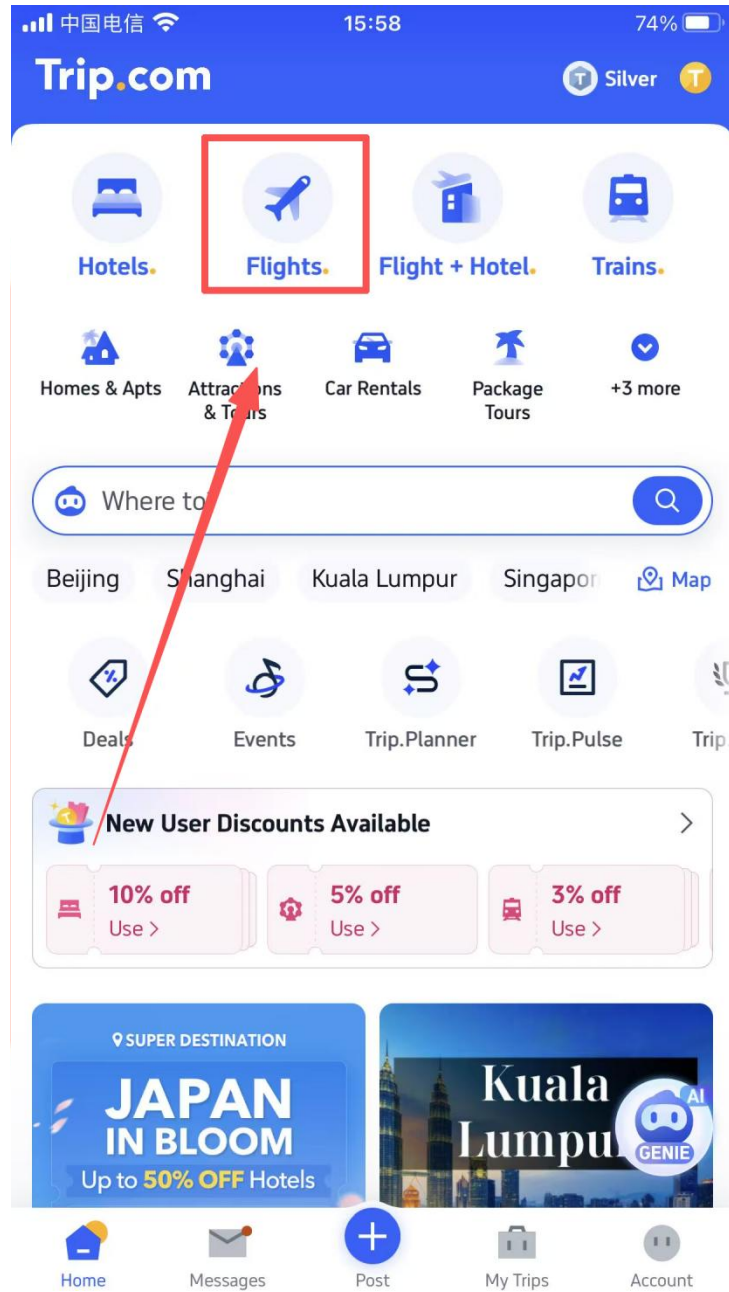 中国电信 15:58 74%
Trip.com Silver T
Hotels. Flights. Flight + Hotel. Trains.
Homes & Apts Attractions Car Rentals Package +3 more
& Tours Tours
Where to
Beijing Shanghai Kuala Lumpur Singapor Map
Deals Events Trip.Planner Trip.Pulse Trip.
New User Discounts Available
10% off 5% off 3% off
Use > Use > Use >
SUPER DESTINATION
JAPAN
IN BLOOM
Up to 50% OFF Hotels
Kuala
Lumpu
AI
GENIE
Home Messages Post My Trips Account